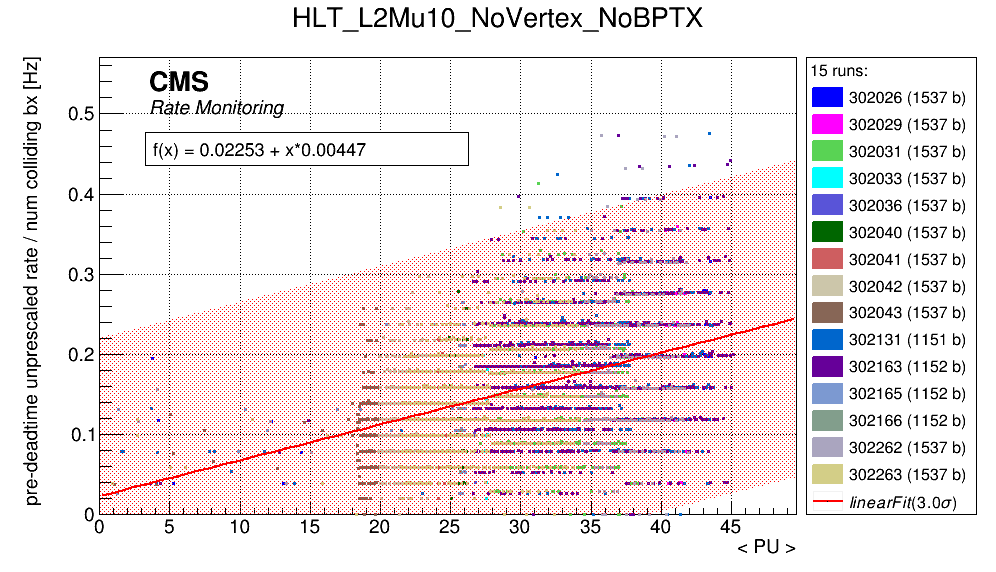 HLT_L2Mu10_NoVertex_NoBPTX
pre-deadtime unprescaled rate / num colliding bx [Hz]
CMS
Rate Monitoring
f(x) = 0.02253 + x*0.00447
0.5
0.4
0.3
0.2
0.1
0
0 5 10 15 20 25 30 35 40 45
< PU >
15 runs:
302026 (1537 b)
302029 (1537 b)
302031 (1537 b)
302033 (1537 b)
302036 (1537 b)
302040 (1537 b)
302041 (1537 b)
302042 (1537 b)
302043 (1537 b)
302131 (1151 b)
302163 (1152 b)
302165 (1152 b)
302166 (1152 b)
302262 (1537 b)
302263 (1537 b)
linearFit(3.0σ)